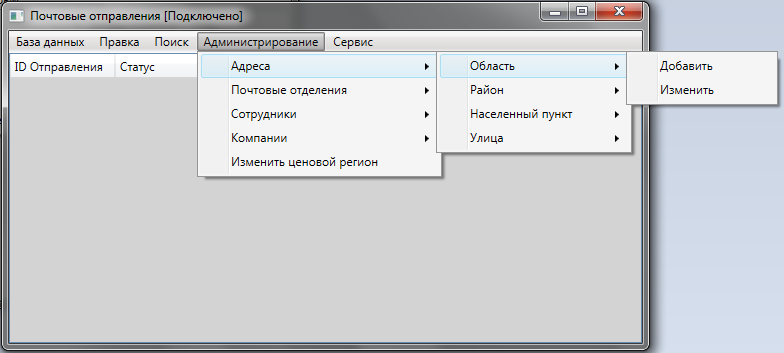 Почтовые отправления [Подключено]
База данных Правка Поиск Администрирование Сервис
ID Отправления Статус
Адреса
Почтовые отделения
Сотрудники
Компании
Изменить ценовой регион
Область
Район
Населенный пункт
Улица
Добавить
Изменить